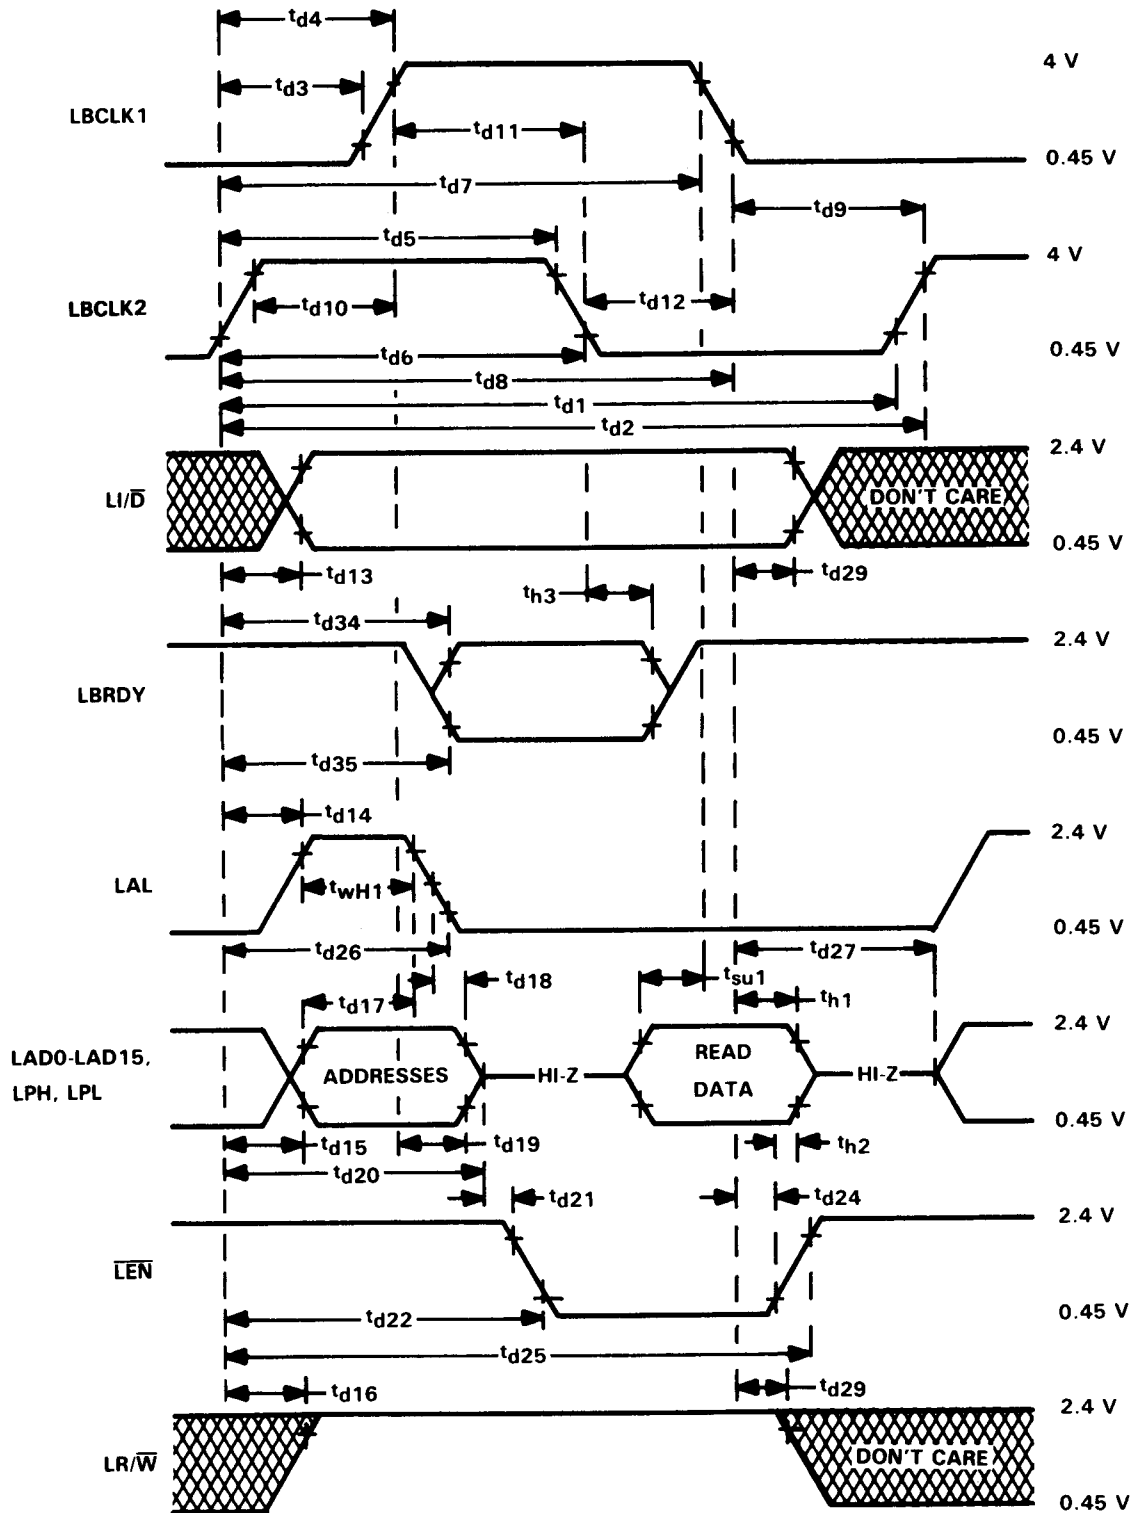 td4
4 V
td3
LBCLK1
td11
0.45 V
td7
td9
td5
4 V
LBCLK2
td10
td12
td6
0.45 V
td8
td1
td2
2.4 V
LI/D̅
DON'T CARE
0.45 V
td13
th3
td29
td34
2.4 V
LBRDY
0.45 V
td35
td14
2.4 V
LAL
twH1
0.45 V
td26
td27
td18
tsu1
td17
th1
2.4 V
LAD0-LAD15,
LPH, LPL
ADDRESSES
HI-Z
READ
DATA
HI-Z
0.45 V
td15
td19
th2
td20
td21
td24
2.4 V
L̅E̅N̅
0.45 V
td22
td25
td16
td29
2.4 V
LR/W̅
DON'T CARE
0.45 V